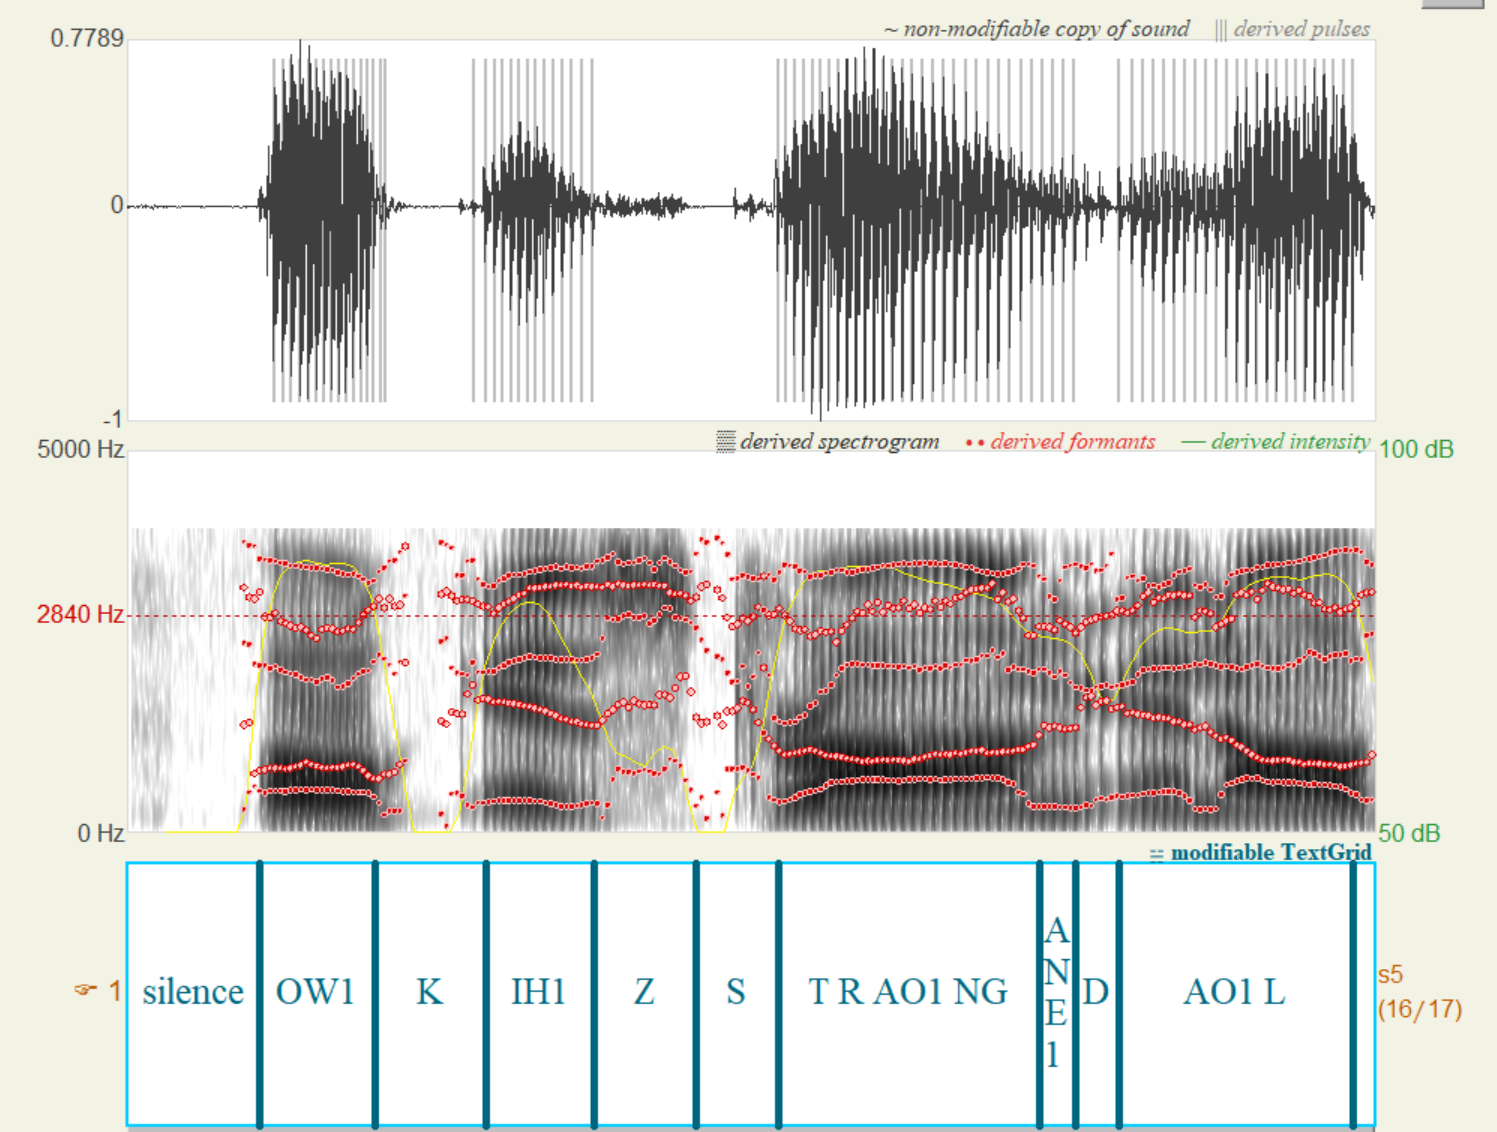 0.7789
~ non-modifiable copy of sound ||| derived pulses
0
-1
5000 Hz
derived spectrogram •• derived formants — derived intensity
100 dB
2840 Hz
0 Hz
50 dB
modifiable TextGrid
☞ 1
silence OW1 K IH1 Z S T R AO1 NG
A
N
E
1
D AO1 L
s5
(16/17)